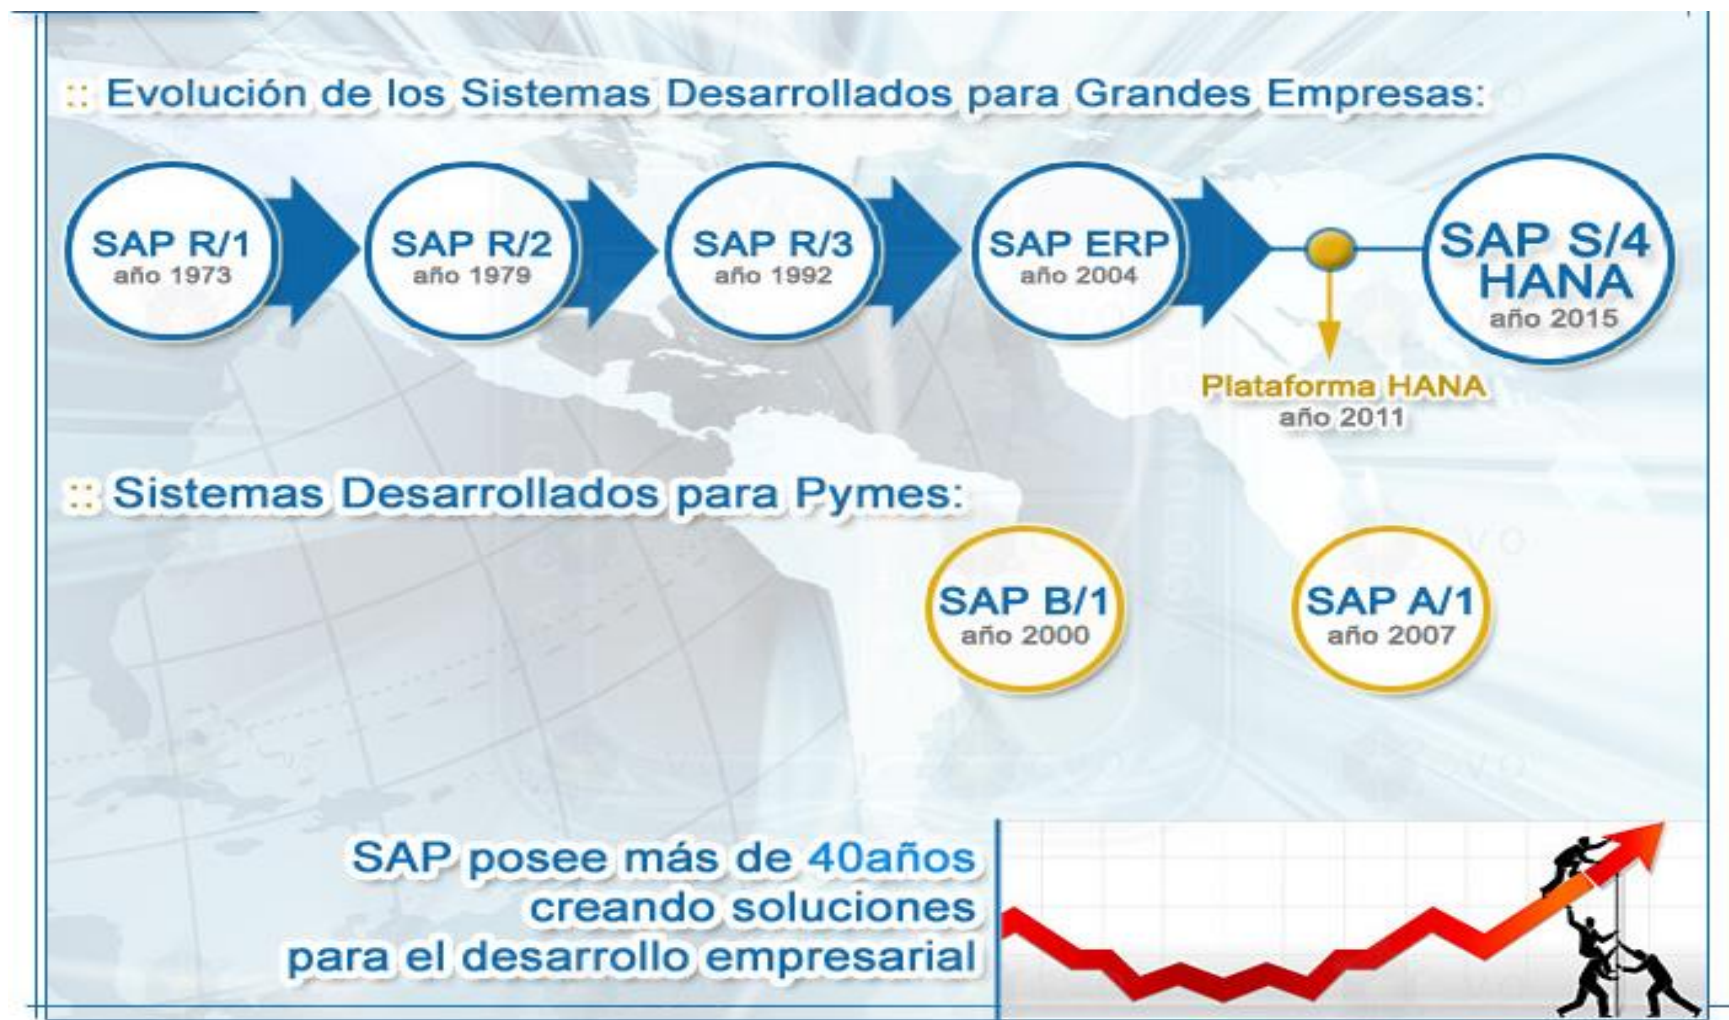 :: Evolución de los Sistemas Desarrollados para Grandes Empresas:
SAP R/1
año 1973
SAP R/2
año 1979
SAP R/3
año 1992
SAP ERP
año 2004
SAP S/4
HANA
año 2015
Plataforma HANA
año 2011
:: Sistemas Desarrollados para Pymes:
SAP B/1
año 2000
SAP A/1
año 2007
SAP posee más de 40años
creando soluciones
para el desarrollo empresarial